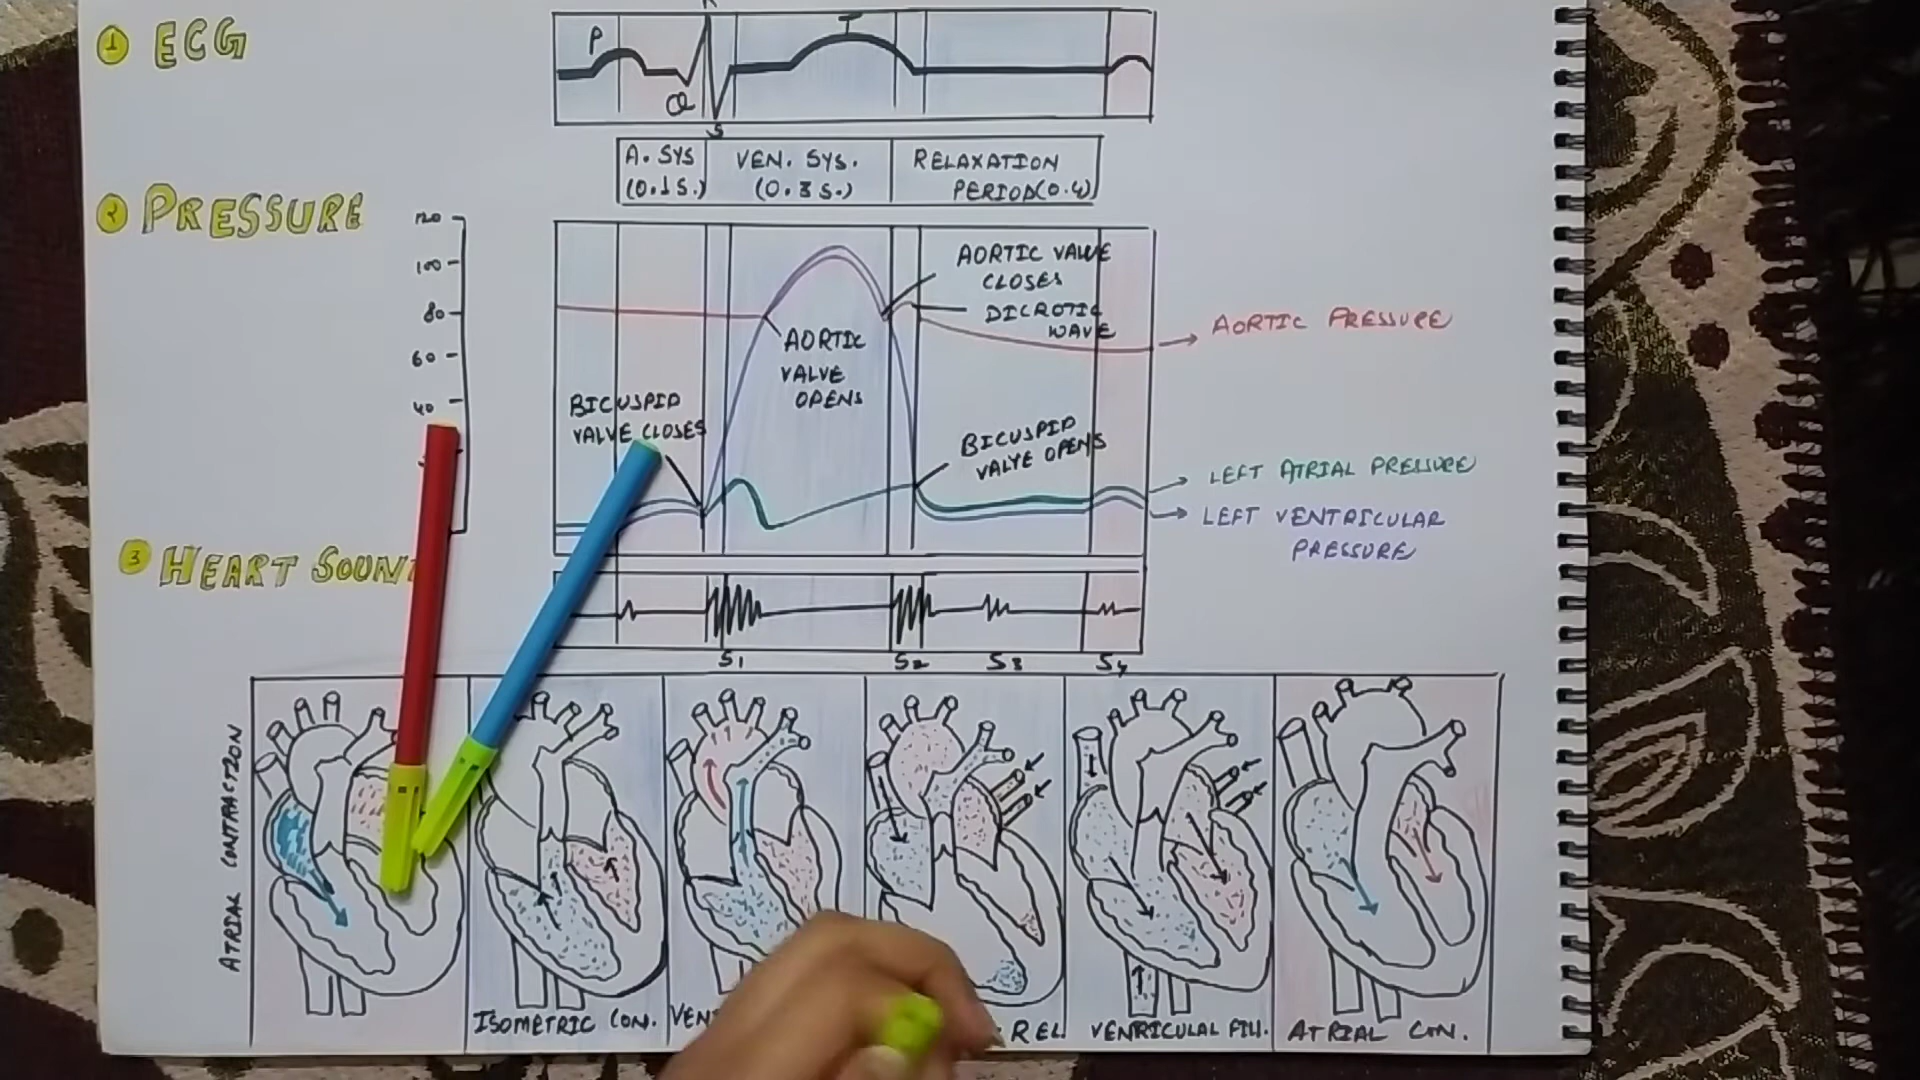 1 ECG
P
R
T
Q
S
A. SYS
(0.1 S.)
VEN. SYS.
(0.3 S.)
RELAXATION
PERIOD(0.4)
2 PRESSURE
120
100
80
60
40
AORTIC VALVE
CLOSES
DICROTIC
WAVE
AORTIC PRESSURE
AORTIC
VALVE
OPENS
BICUSPID
VALVE CLOSES
BICUSPID
VALVE OPENS
LEFT ATRIAL PRESSURE
LEFT VENTRICULAR
PRESSURE
3 HEART
S1
S2
S3
S4
ATRIAL CONTRACTION
ISOMETRIC CON.
REL.
VENTRICULAR FILL.
ATRIAL CON.